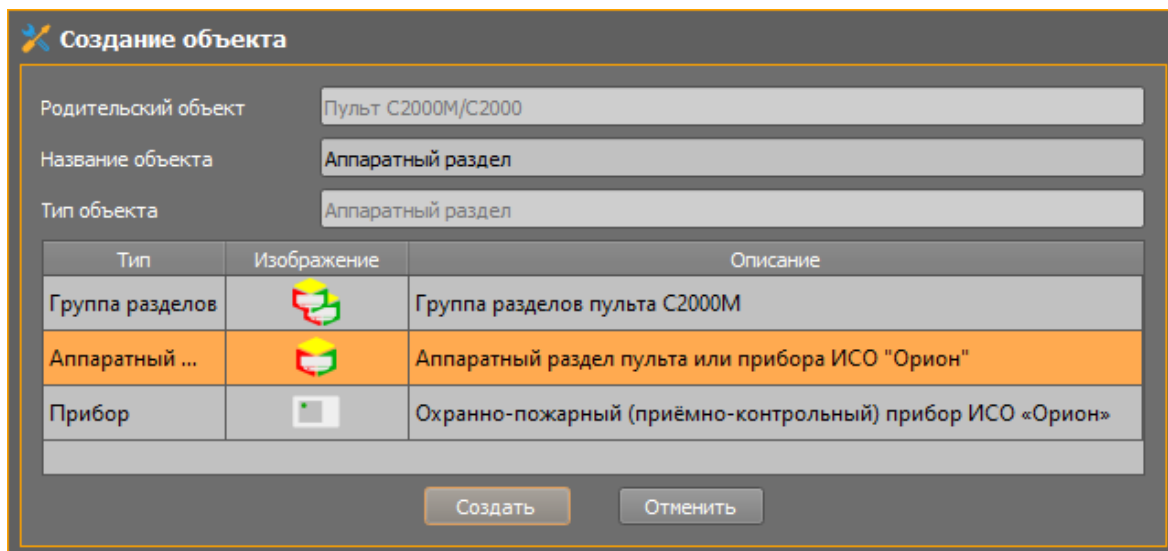 Создание объекта
Родительский объект Пульт С2000М/С2000
Название объекта Аппаратный раздел
Тип объекта Аппаратный раздел
Тип Изображение Описание
Группа разделов Группа разделов пульта С2000М
Аппаратный ... Аппаратный раздел пульта или прибора ИСО "Орион"
Прибор Охранно-пожарный (приёмно-контрольный) прибор ИСО «Орион»
Создать Отменить